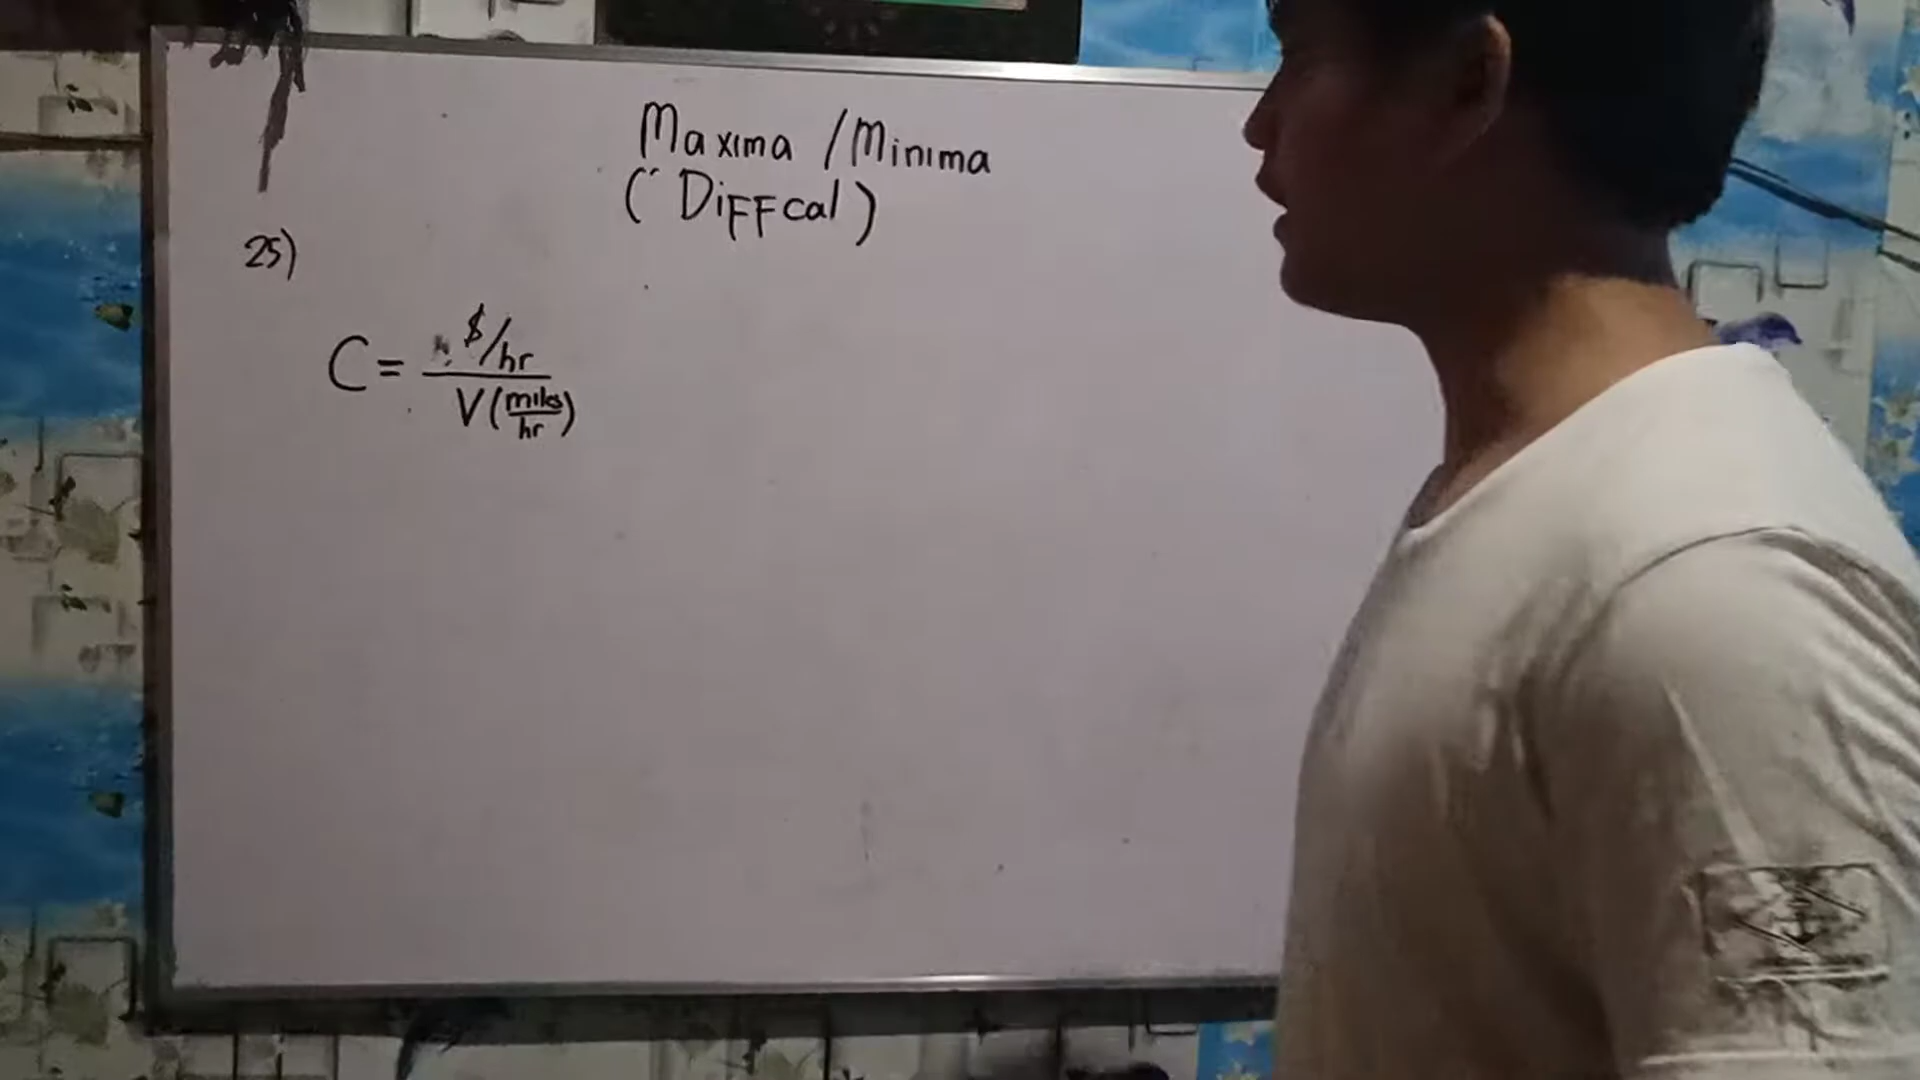 Maxima / Minima
(Diffcal)
25)
C = $/hr
V (miles
hr)